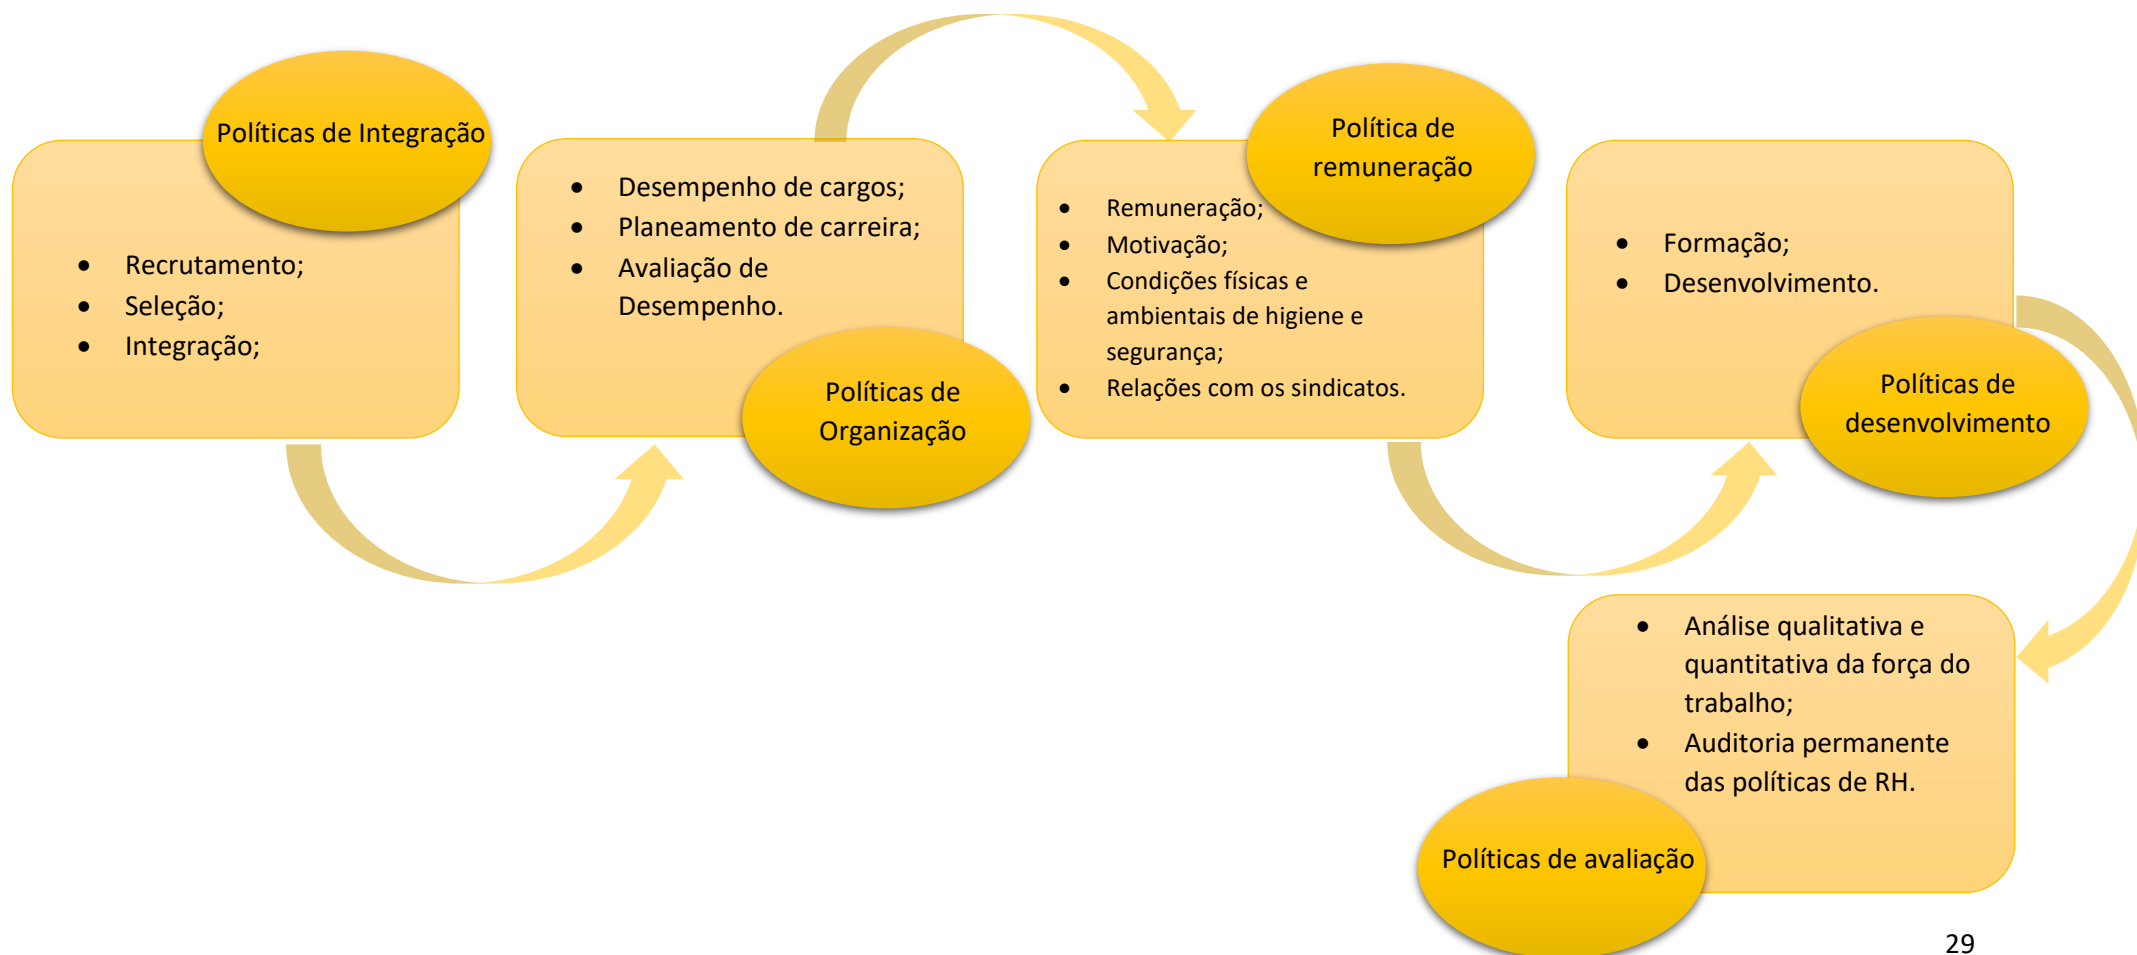 Políticas de Integração
• Recrutamento;
• Seleção;
• Integração;
• Desempenho de cargos;
• Planeamento de carreira;
• Avaliação de
Desempenho.
Políticas de
Organização
Política de
remuneração
• Remuneração;
• Motivação;
• Condições físicas e
ambientais de higiene e
segurança;
• Relações com os sindicatos.
• Formação;
• Desenvolvimento.
Políticas de
desenvolvimento
• Análise qualitativa e
quantitativa da força do
trabalho;
• Auditoria permanente
das políticas de RH.
Políticas de avaliação
29